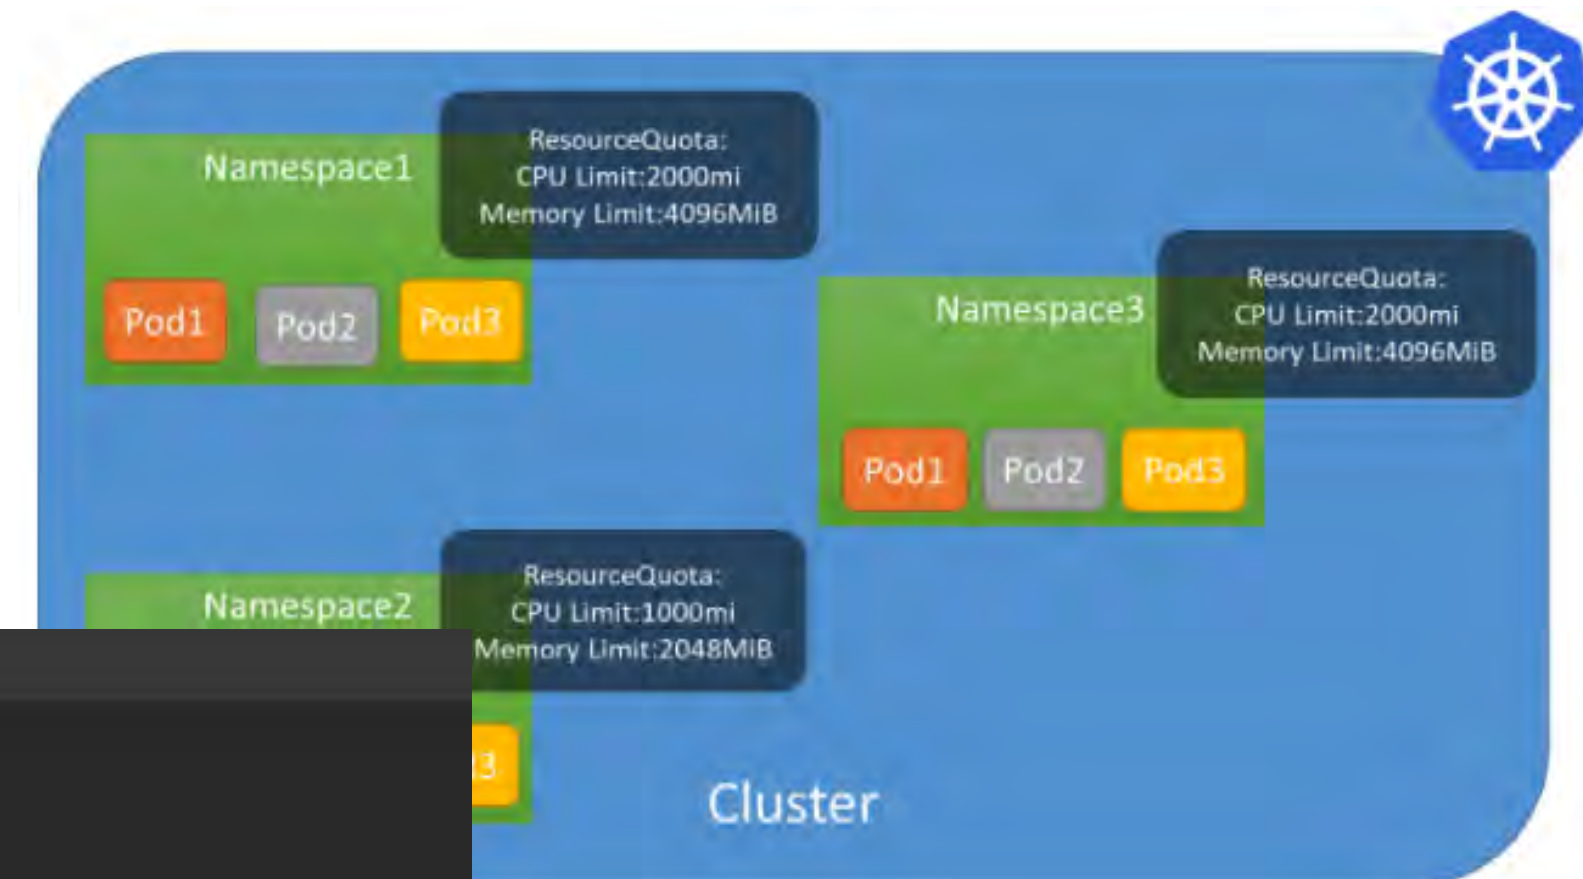 Namespace1
ResourceQuota:
CPU Limit:2000mi
Memory Limit:4096MiB
Pod1
Pod2
Pod3
Namespace3
ResourceQuota:
CPU Limit:2000mi
Memory Limit:4096MiB
Pod1
Pod2
Pod3
Namespace2
ResourceQuota:
CPU Limit:1000mi
Memory Limit:2048MiB
Cluster